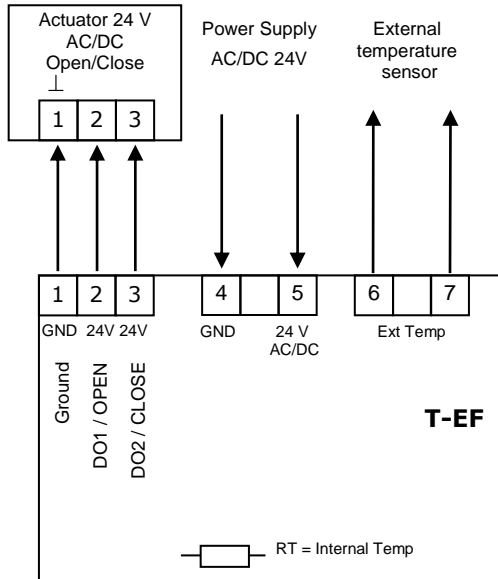 Actuator 24 V
AC/DC
Open/Close
⊥
1 2 3
Power Supply
AC/DC 24V
External
temperature
sensor
1 2 3
4 5
6 7
GND 24V 24V
GND
24 V
AC/DC
Ext Temp
Ground
DO1 / OPEN
DO2 / CLOSE
T-EF
RT = Internal Temp